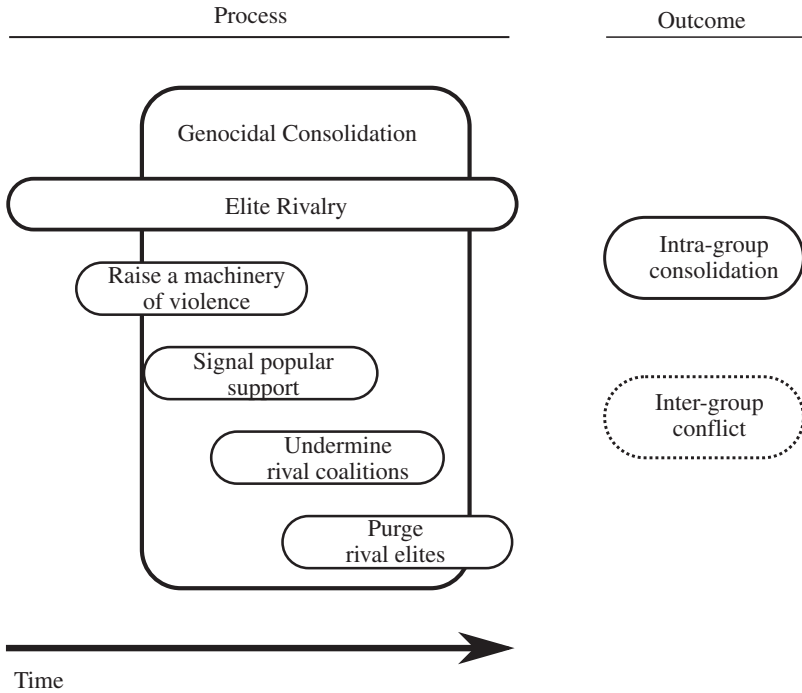 Process
Outcome
Genocidal Consolidation
Elite Rivalry
Intra-group
consolidation
Raise a machinery
of violence
Signal popular
support
Inter-group
conflict
Undermine
rival coalitions
Purge
rival elites
Time